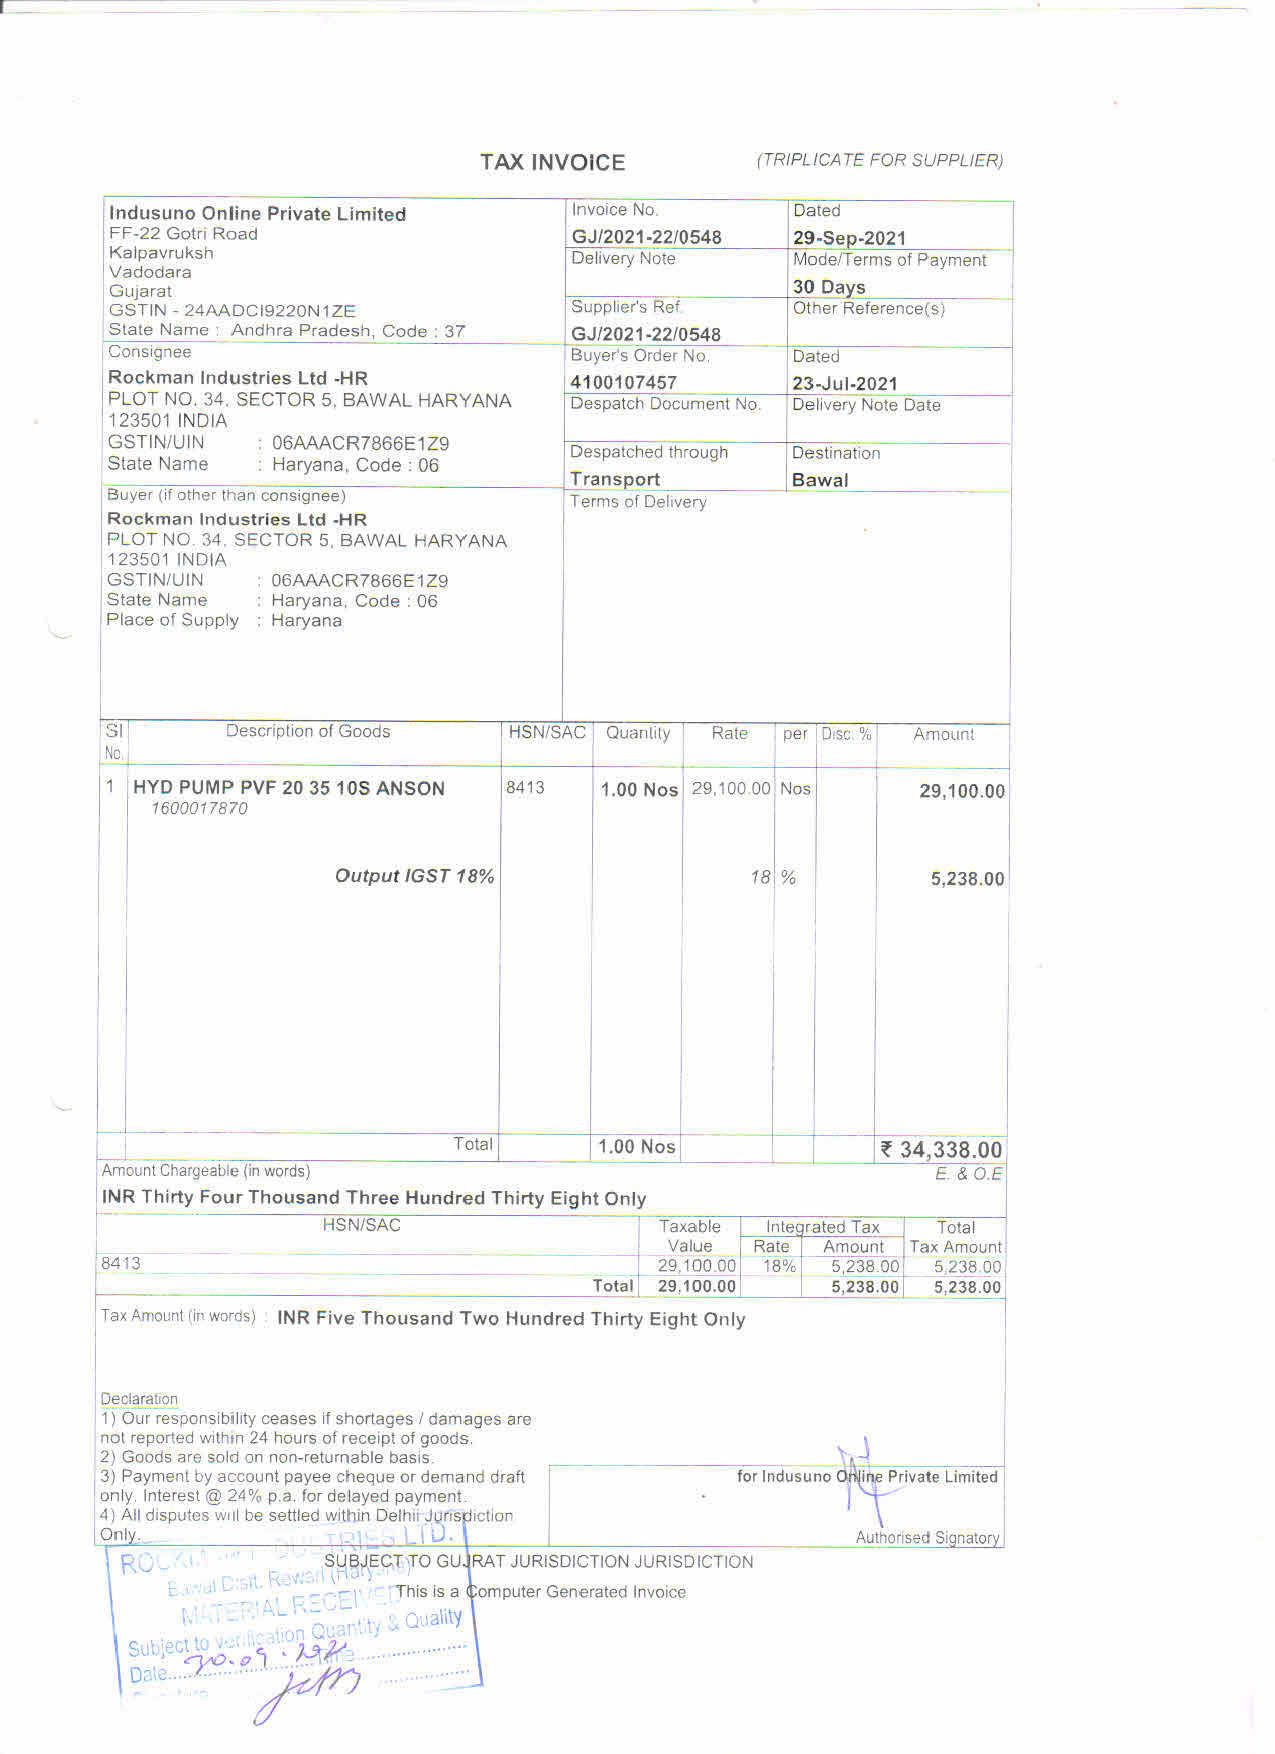 TAX INVOICE
(TRIPLICATE FOR SUPPLIER)
Indusuno Online Private Limited
FF-22 Gotri Road
Kalpavruksh
Vadodara
Gujarat
GSTIN - 24AADCI9220N1ZE
State Name : Andhra Pradesh, Code : 37
Invoice No.
GJ/2021-22/0548
Dated
29-Sep-2021
Delivery Note
Mode/Terms of Payment
30 Days
Supplier's Ref.
GJ/2021-22/0548
Other Reference(s)
Consignee
Rockman Industries Ltd -HR
PLOT NO. 34, SECTOR 5, BAWAL HARYANA
123501 INDIA
GSTIN/UIN : 06AAACR7866E1Z9
State Name : Haryana, Code : 06
Buyer's Order No.
4100107457
Dated
23-Jul-2021
Despatch Document No.
Delivery Note Date
Despatched through
Transport
Destination
Bawal
Buyer (if other than consignee)
Rockman Industries Ltd -HR
PLOT NO. 34, SECTOR 5, BAWAL HARYANA
123501 INDIA
GSTIN/UIN : 06AAACR7866E1Z9
State Name : Haryana, Code : 06
Place of Supply : Haryana
Terms of Delivery
Sl No. Description of Goods HSN/SAC Quantity Rate per Disc. % Amount
1 HYD PUMP PVF 20 35 10S ANSON 8413 1.00 Nos 29,100.00 Nos 29,100.00
1600017870
Output IGST 18% 18 % 5,238.00
Total 1.00 Nos ₹ 34,338.00
Amount Chargeable (in words) E. & O.E
INR Thirty Four Thousand Three Hundred Thirty Eight Only
HSN/SAC Taxable Integrated Tax Total
Value Rate Amount Tax Amount
8413 29,100.00 18% 5,238.00 5,238.00
Total 29,100.00 5,238.00 5,238.00
Tax Amount (in words) : INR Five Thousand Two Hundred Thirty Eight Only
Declaration
1) Our responsibility ceases if shortages / damages are
not reported within 24 hours of receipt of goods.
2) Goods are sold on non-returnable basis.
3) Payment by account payee cheque or demand draft
only. Interest @ 24% p.a. for delayed payment.
4) All disputes will be settled within Delhii Jurisdiction
Only.
for Indusuno Online Private Limited
Authorised Signatory
SUBJECT TO GUJRAT JURISDICTION JURISDICTION
This is a Computer Generated Invoice
LTD.
Bawal Disit. Rewari (Haryana)
MATERIAL RECEIVED
Subject to verification Quantity & Quality
Date 30.09.2021